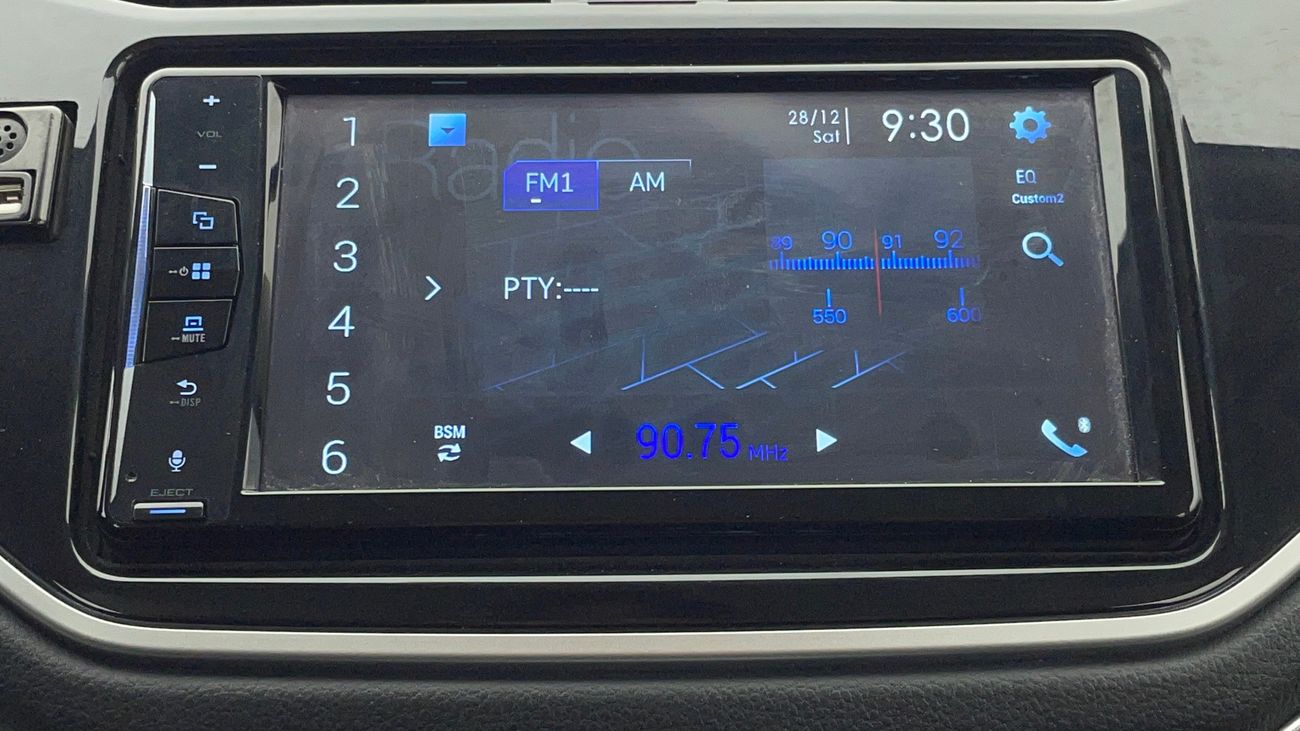 +
VOL
−
MUTE
DISP
EJECT
1
2
3
4
5
6
Radio
28/12
Sat
9:30
FM1
AM
EQ
Custom2
89 90 91 92
550 600
PTY:----
BSM
90.75 MHz